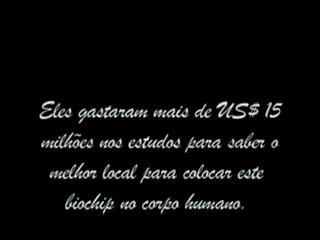 Eles gastaram mais de US$ 15
milhões nos estudos para saber o
melhor local para colocar este
biochip no corpo humano.